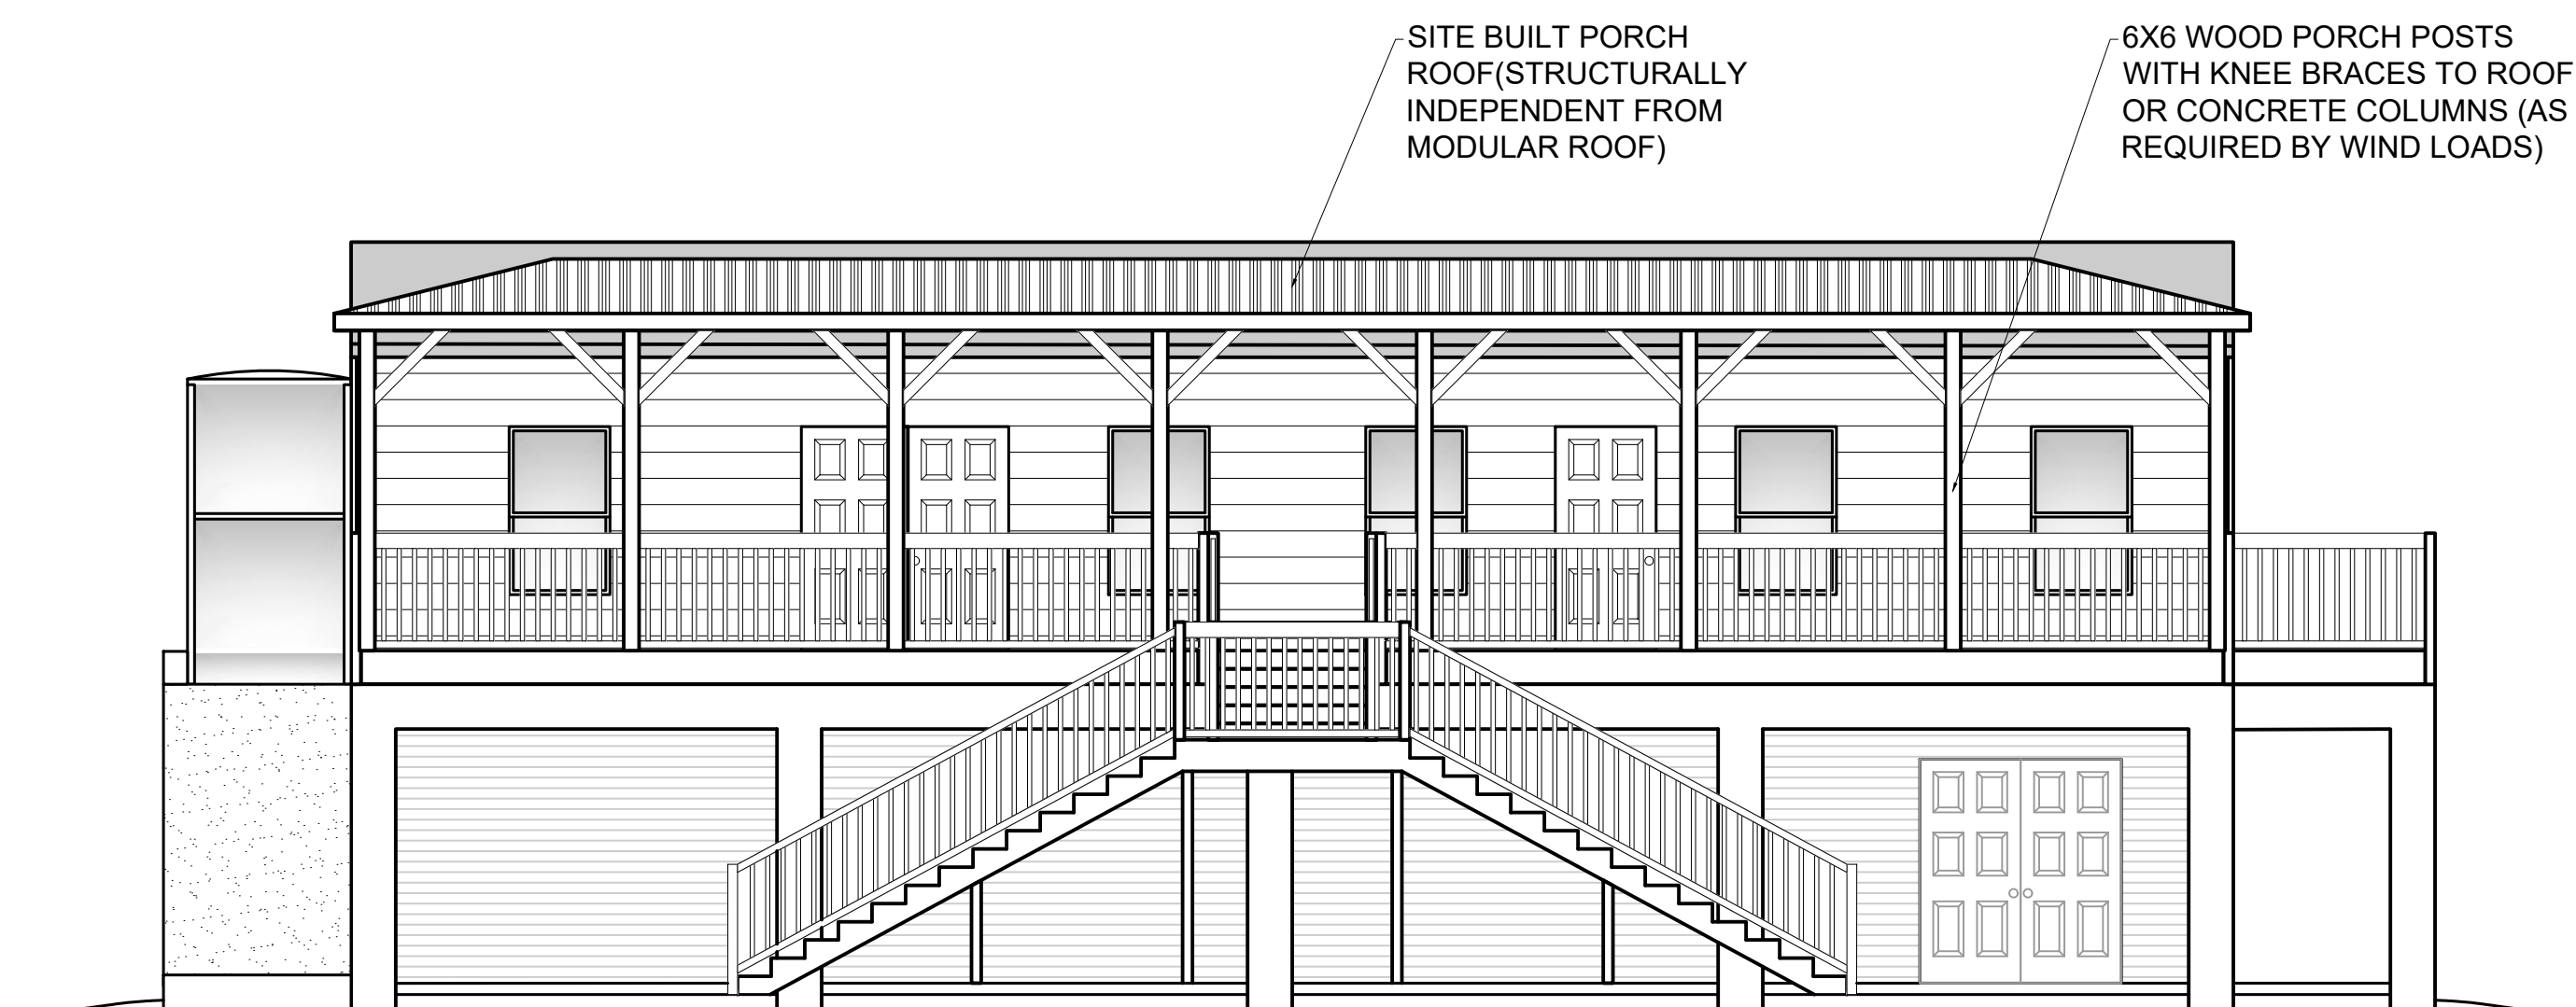 SITE BUILT PORCH
ROOF(STRUCTURALLY
INDEPENDENT FROM
MODULAR ROOF)
6X6 WOOD PORCH POSTS
WITH KNEE BRACES TO ROOF
OR CONCRETE COLUMNS (AS
REQUIRED BY WIND LOADS)